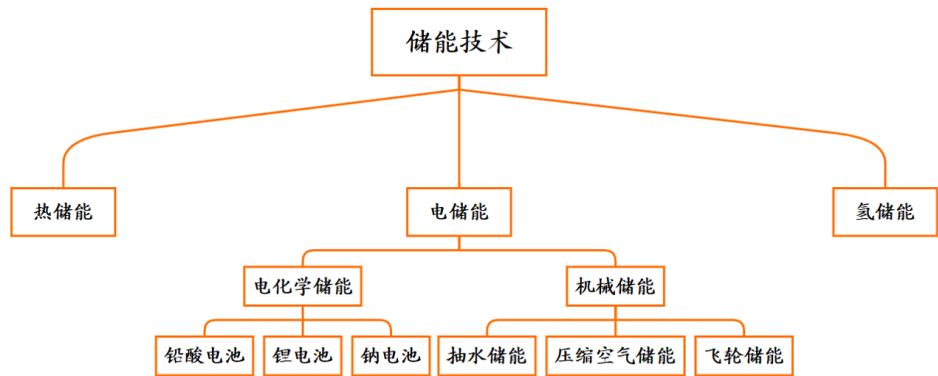 储能技术
热储能
电储能
氢储能
电化学储能
机械储能
铅酸电池
锂电池
钠电池
抽水储能
压缩空气储能
飞轮储能